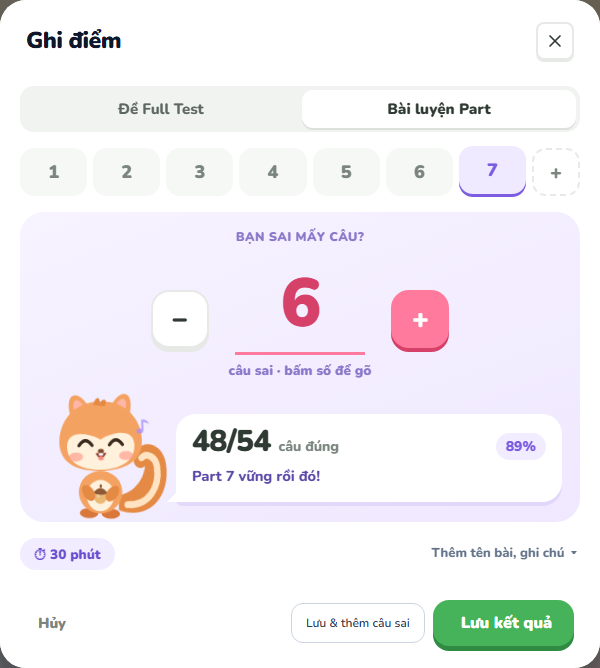 Ghi điểm
Đề Full Test
Bài luyện Part
1
2
3
4
5
6
7
+
BẠN SAI MẤY CÂU?
−
6
+
câu sai · bấm số để gõ
48/54 câu đúng
89%
Part 7 vững rồi đó!
⏱ 30 phút
Thêm tên bài, ghi chú
Hủy
Lưu & thêm câu sai
Lưu kết quả